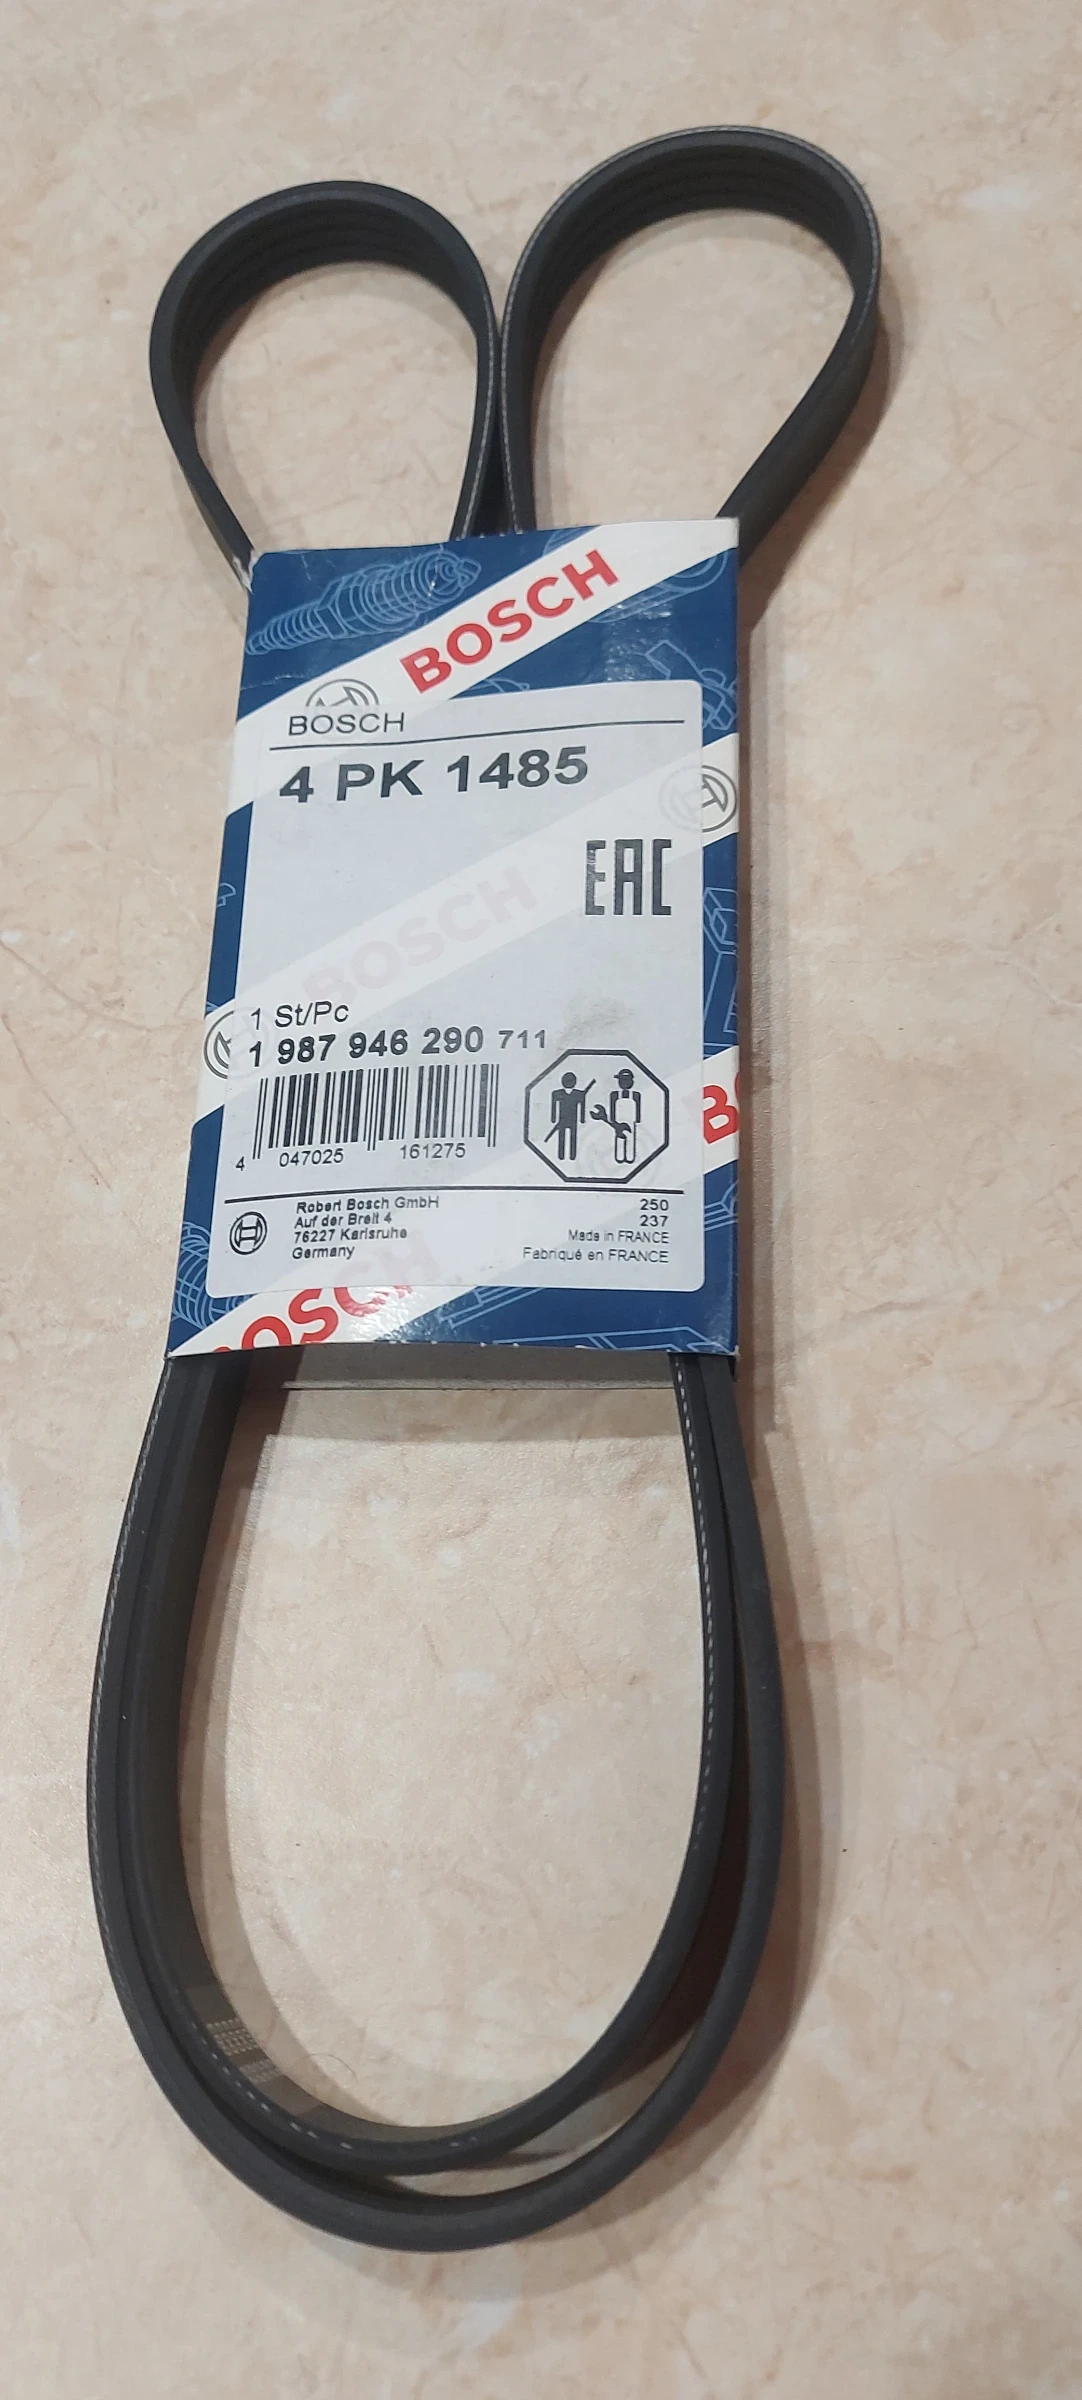 BOSCH
BOSCH
4 PK 1485
EAC
BOSCH
1 St/Pc
1 987 946 290 711
4 047025 161275
Robert Bosch GmbH
Auf der Breit 4
76227 Karlsruhe
Germany
250
237
Made in FRANCE
Fabriqué en FRANCE
BOSCH